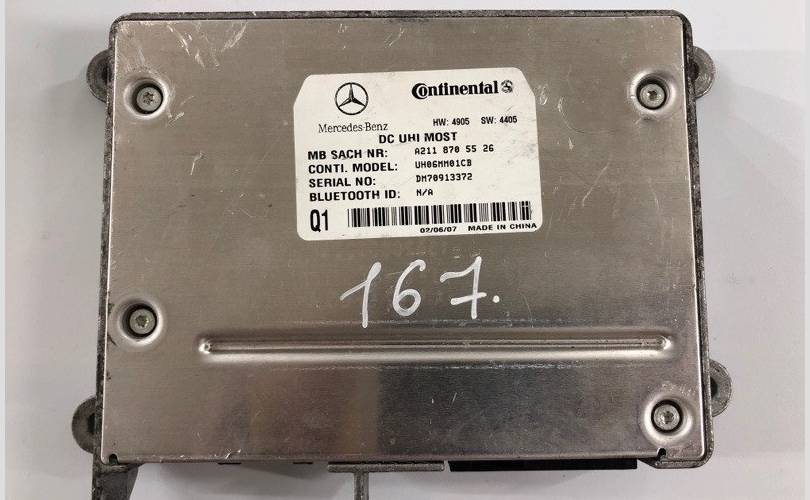 Mercedes-Benz
Continental
HW: 4905 SW: 4405
DC UHI MOST
MB SACH NR: A211 870 55 26
CONTI. MODEL: UH06MM01CB
SERIAL NO: DM70913372
BLUETOOTH ID: N/A
Q1
02/06/07 MADE IN CHINA
167.